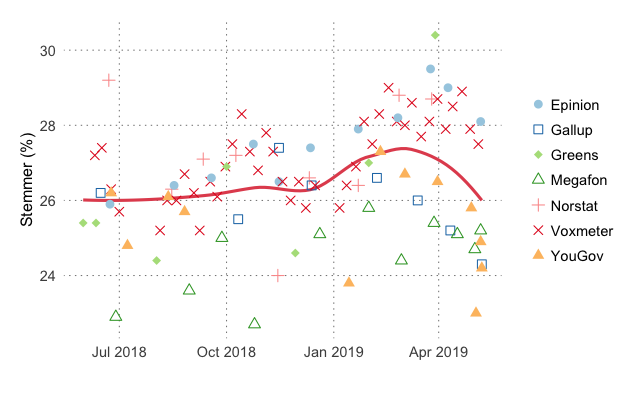 Stemmer (%)
30
28
26
24
Jul 2018
Oct 2018
Jan 2019
Apr 2019
Epinion
Gallup
Greens
Megafon
Norstat
Voxmeter
YouGov